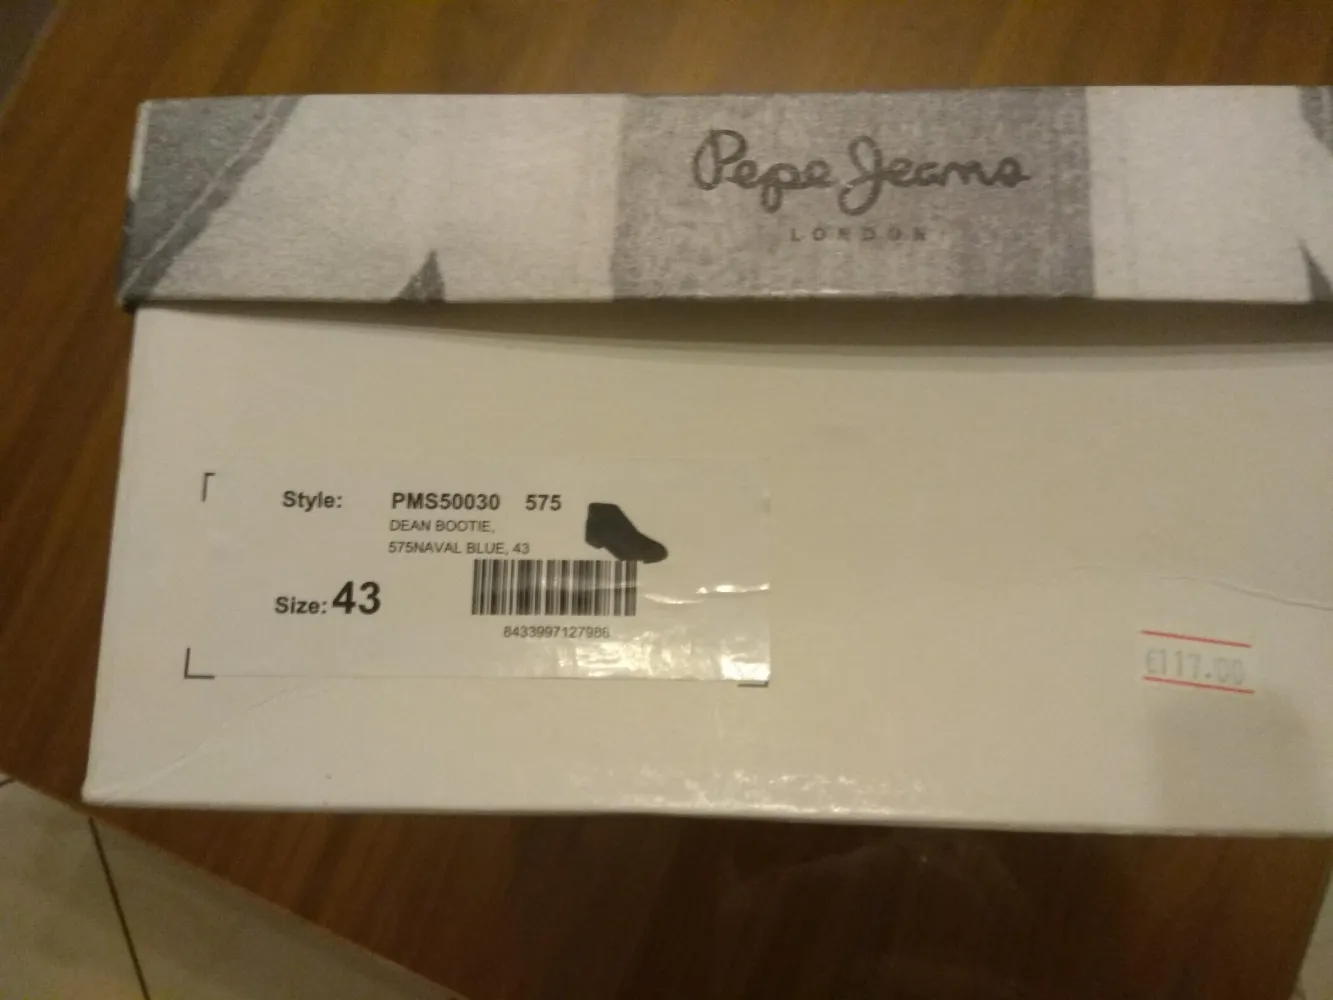 Pepe Jeans
LONDON
Style: PMS50030 575
DEAN BOOTIE,
575NAVAL BLUE, 43
Size: 43
8433997127986
€117.00